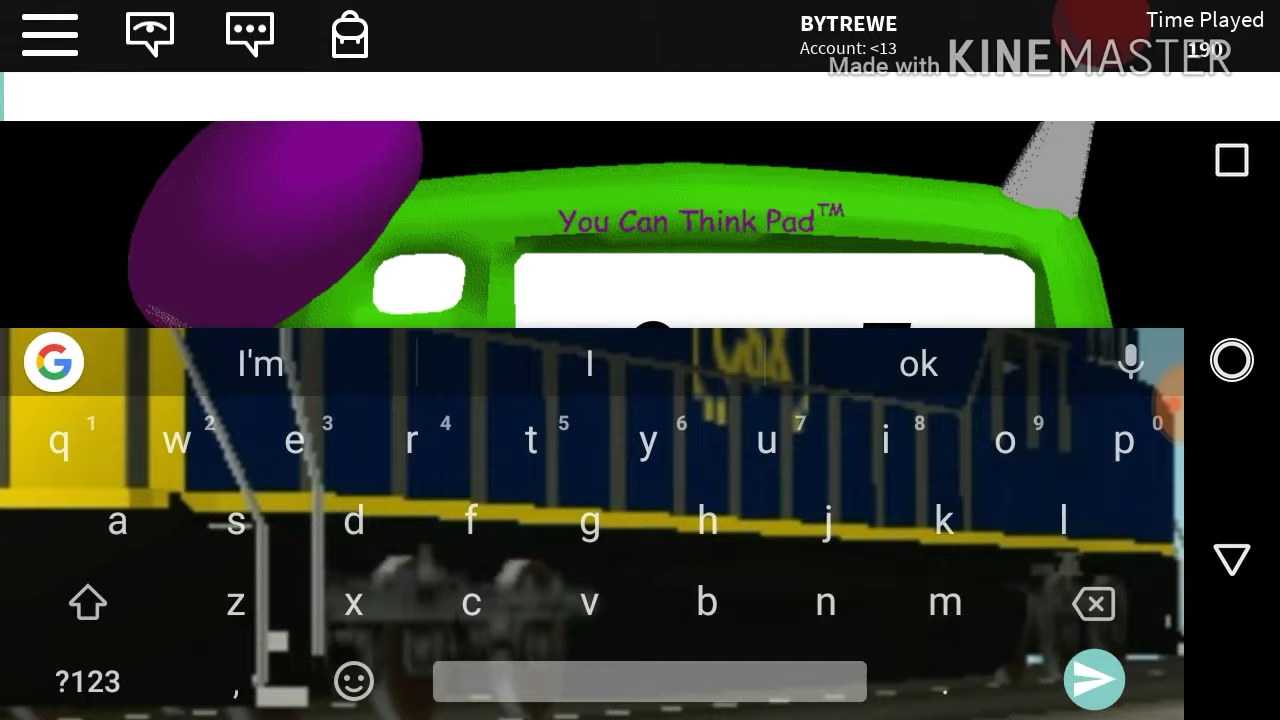 BYTREWE
Account: <13
Time Played
190
Made with KINEMASTER
You Can Think Pad™
I'm I ok
1 2 3 4 5 6 7 8 9 0
q w e r t y u i o p
a s d f g h j k l
z x c v b n m
?123 , .